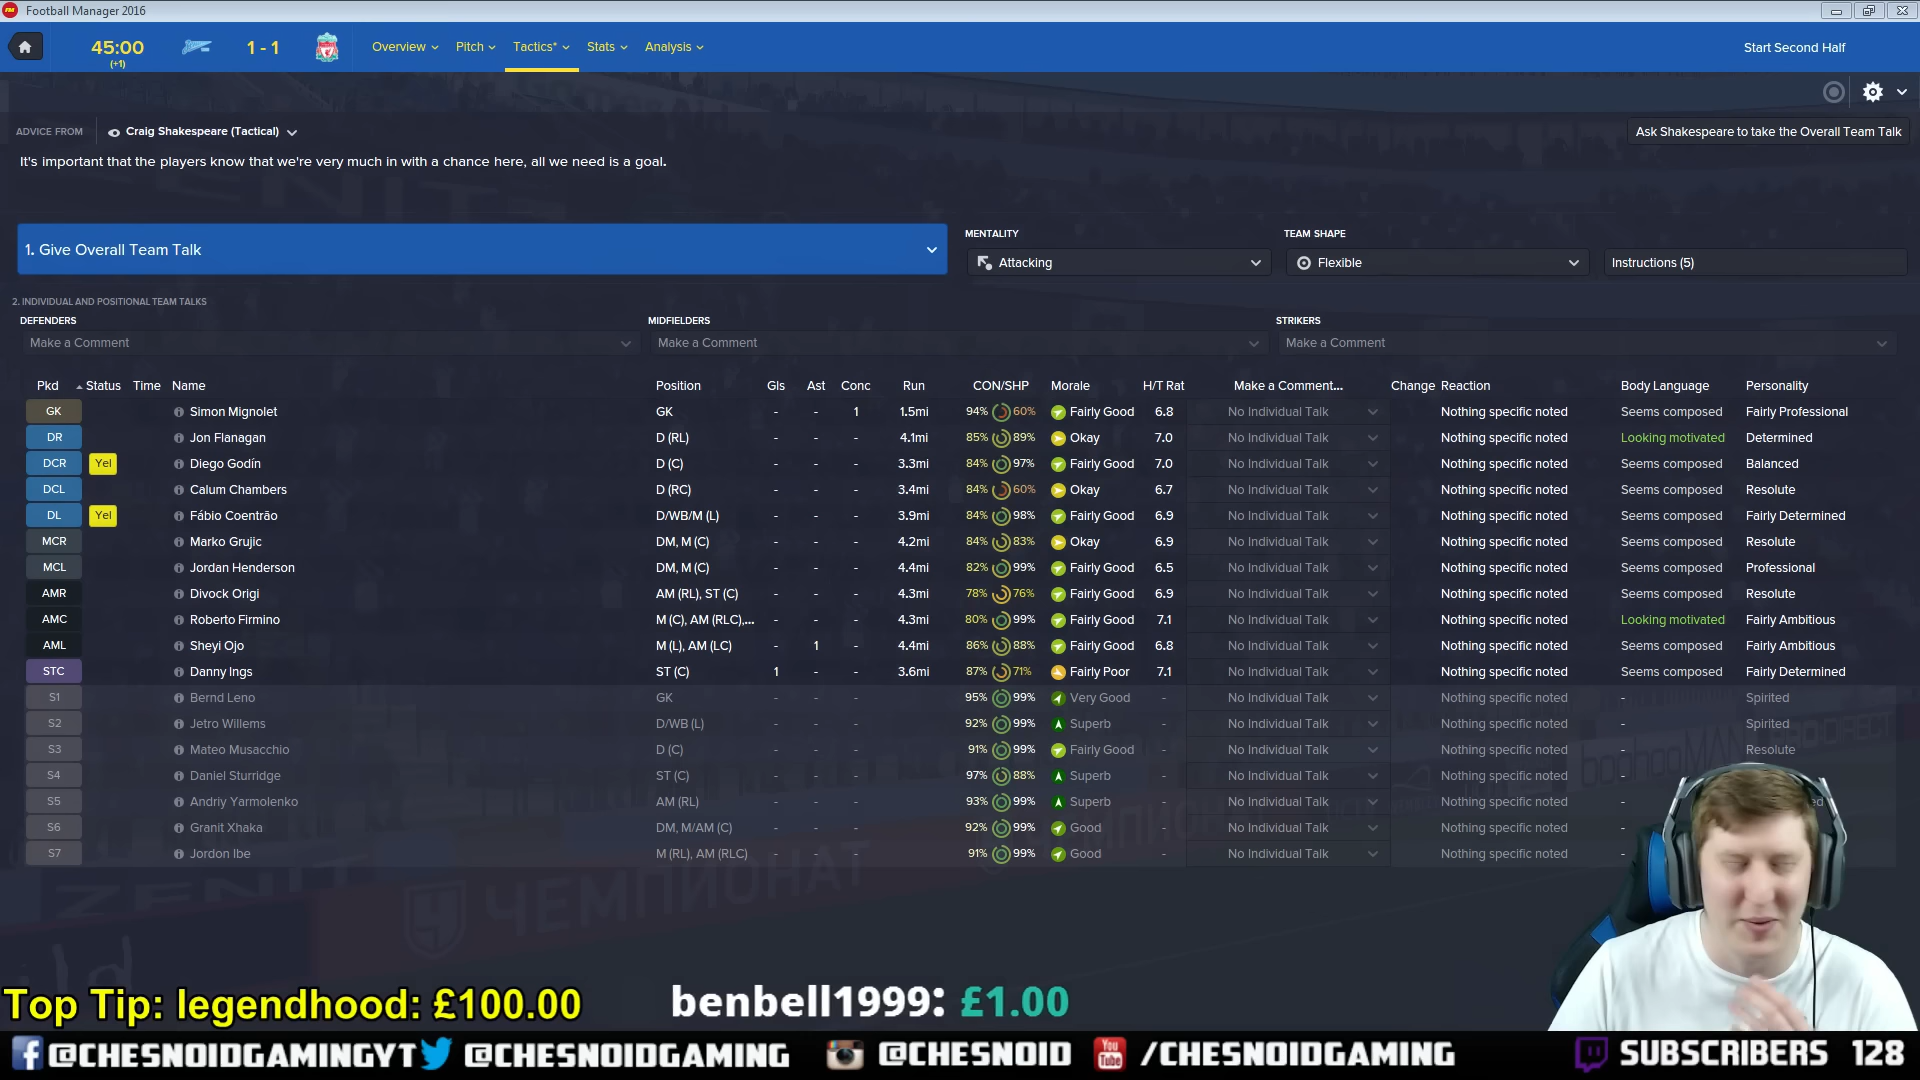 Football Manager 2016
45:00
(+1)
1 - 1
Overview
Pitch
Tactics*
Stats
Analysis
Start Second Half
ADVICE FROM
Craig Shakespeare (Tactical)
Ask Shakespeare to take the Overall Team Talk
It's important that the players know that we're very much in with a chance here, all we need is a goal.
1. Give Overall Team Talk
MENTALITY
Attacking
TEAM SHAPE
Flexible
Instructions (5)
2. INDIVIDUAL AND POSITIONAL TEAM TALKS
DEFENDERS MIDFIELDERS STRIKERS
Make a Comment Make a Comment Make a Comment
Pkd Status Time Name Position Gls Ast Conc Run CON/SHP Morale H/T Rat Make a Comment... Change Reaction Body Language Personality
GK Simon Mignolet GK - - 1 1.5mi 94% 60% Fairly Good 6.8 No Individual Talk Nothing specific noted Seems composed Fairly Professional
DR Jon Flanagan D (RL) - - - 4.1mi 85% 89% Okay 7.0 No Individual Talk Nothing specific noted Looking motivated Determined
DCR Yel Diego Godín D (C) - - - 3.3mi 84% 97% Fairly Good 7.0 No Individual Talk Nothing specific noted Seems composed Balanced
DCL Calum Chambers D (RC) - - - 3.4mi 84% 60% Okay 6.7 No Individual Talk Nothing specific noted Seems composed Resolute
DL Yel Fábio Coentrão D/WB/M (L) - - - 3.9mi 84% 98% Fairly Good 6.9 No Individual Talk Nothing specific noted Seems composed Fairly Determined
MCR Marko Grujic DM, M (C) - - - 4.2mi 84% 83% Okay 6.9 No Individual Talk Nothing specific noted Seems composed Resolute
MCL Jordan Henderson DM, M (C) - - - 4.4mi 82% 99% Fairly Good 6.5 No Individual Talk Nothing specific noted Seems composed Professional
AMR Divock Origi AM (RL), ST (C) - - - 4.3mi 78% 76% Fairly Good 6.9 No Individual Talk Nothing specific noted Seems composed Resolute
AMC Roberto Firmino M (C), AM (RLC),... - - - 4.3mi 80% 99% Fairly Good 7.1 No Individual Talk Nothing specific noted Looking motivated Fairly Ambitious
AML Sheyi Ojo M (L), AM (LC) - 1 - 4.4mi 86% 88% Fairly Good 6.8 No Individual Talk Nothing specific noted Seems composed Fairly Ambitious
STC Danny Ings ST (C) 1 - - 3.6mi 87% 71% Fairly Poor 7.1 No Individual Talk Nothing specific noted Seems composed Fairly Determined
S1 Bernd Leno GK 95% 99% Very Good - No Individual Talk Nothing specific noted - Spirited
S2 Jetro Willems D/WB (L) 92% 99% Superb - No Individual Talk Nothing specific noted - Spirited
S3 Mateo Musacchio D (C) 91% 99% Fairly Good - No Individual Talk Nothing specific noted - Resolute
S4 Daniel Sturridge ST (C) 97% 88% Superb - No Individual Talk Nothing specific noted -
S5 Andriy Yarmolenko AM (RL) 93% 99% Superb - No Individual Talk Nothing specific noted -
S6 Granit Xhaka DM, M/AM (C) 92% 99% Good - No Individual Talk Nothing specific noted -
S7 Jordon Ibe M (RL), AM (RLC) 91% 99% Good - No Individual Talk Nothing specific noted -
ZENIT
ЧЕМПИОНАТ
Top Tip: legendhood: £100.00
benbell1999: £1.00
@CHESNOIDGAMINGYT @CHESNOIDGAMING @CHESNOID You Tube /CHESNOIDGAMING SUBSCRIBERS 128